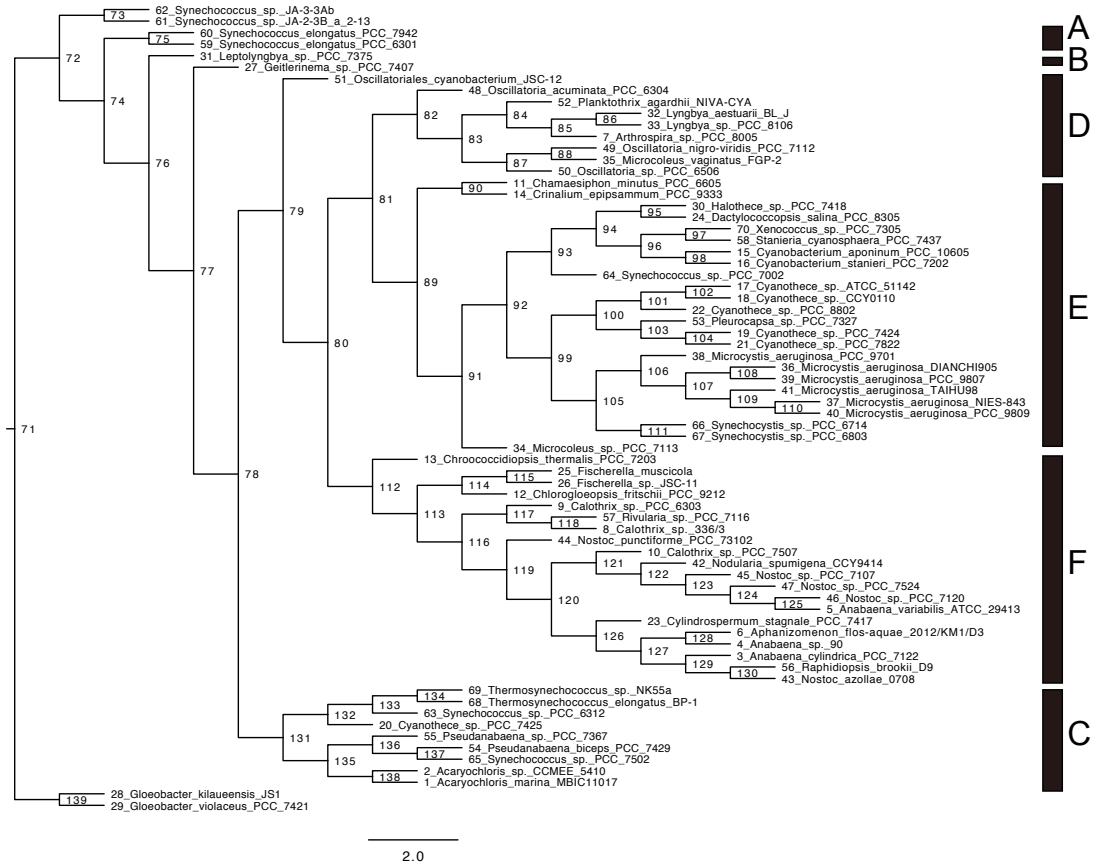 62_Synechococcus_sp._JA-3-3Ab
73
61_Synechococcus_sp._JA-2-3B_a_2-13
A
60_Synechococcus_elongatus_PCC_7942
75
72
59_Synechococcus_elongatus_PCC_6301
31_Leptolyngbya_sp._PCC_7375
B
27_Geitlerinema_sp._PCC_7407
51_Oscillatoriales_cyanobacterium_JSC-12
48_Oscillatoria_acuminata_PCC_6304
74
52_Planktothrix_agardhii_NIVA-CYA
82
84
32_Lyngbya_aestuarii_BL_J
86
33_Lyngbya_sp._PCC_8106
D
85
7_Arthrospira_sp._PCC_8005
83
49_Oscillatoria_nigro-viridis_PCC_7112
88
35_Microcoleus_vaginatus_FGP-2
76
87
50_Oscillatoria_sp._PCC_6506
11_Chamaesiphon_minutus_PCC_6605
90
14_Crinalium_epipsammum_PCC_9333
81
30_Halothece_sp._PCC_7418
95
79
24_Dactylococcopsis_salina_PCC_8305
94
70_Xenococcus_sp._PCC_7305
97
58_Stanieria_cyanosphaera_PCC_7437
96
93
15_Cyanobacterium_aponinum_PCC_10605
98
16_Cyanobacterium_stanieri_PCC_7202
77
64_Synechococcus_sp._PCC_7002
89
17_Cyanothece_sp._ATCC_51142
102
101
18_Cyanothece_sp._CCY0110
92
E
22_Cyanothece_sp._PCC_8802
100
53_Pleurocapsa_sp._PCC_7327
103
19_Cyanothece_sp._PCC_7424
104
21_Cyanothece_sp._PCC_7822
80
99
38_Microcystis_aeruginosa_PCC_9701
36_Microcystis_aeruginosa_DIANCHI905
106
108
91
39_Microcystis_aeruginosa_PCC_9807
107
41_Microcystis_aeruginosa_TAIHU98
109
105
37_Microcystis_aeruginosa_NIES-843
110
40_Microcystis_aeruginosa_PCC_9809
66_Synechocystis_sp._PCC_6714
71
111
67_Synechocystis_sp._PCC_6803
34_Microcoleus_sp._PCC_7113
13_Chroococcidiopsis_thermalis_PCC_7203
25_Fischerella_muscicola
78
115
26_Fischerella_sp._JSC-11
114
112
12_Chlorogloeopsis_fritschii_PCC_9212
9_Calothrix_sp._PCC_6303
113
117
57_Rivularia_sp._PCC_7116
118
8_Calothrix_sp._336/3
44_Nostoc_punctiforme_PCC_73102
116
10_Calothrix_sp._PCC_7507
121
42_Nodularia_spumigena_CCY9414
F
119
122
45_Nostoc_sp._PCC_7107
123
47_Nostoc_sp._PCC_7524
124
46_Nostoc_sp._PCC_7120
120
125
5_Anabaena_variabilis_ATCC_29413
23_Cylindrospermum_stagnale_PCC_7417
126
6_Aphanizomenon_flos-aquae_2012/KM1/D3
128
4_Anabaena_sp._90
127
3_Anabaena_cylindrica_PCC_7122
129
56_Raphidiopsis_brookii_D9
130
43_Nostoc_azollae_0708
69_Thermosynechococcus_sp._NK55a
134
133
68_Thermosynechococcus_elongatus_BP-1
132
63_Synechococcus_sp._PCC_6312
20_Cyanothece_sp._PCC_7425
131
55_Pseudanabaena_sp._PCC_7367
C
136
54_Pseudanabaena_biceps_PCC_7429
137
135
65_Synechococcus_sp._PCC_7502
2_Acaryochloris_sp._CCMEE_5410
138
1_Acaryochloris_marina_MBIC11017
28_Gloeobacter_kilaueensis_JS1
139
29_Gloeobacter_violaceus_PCC_7421
2.0